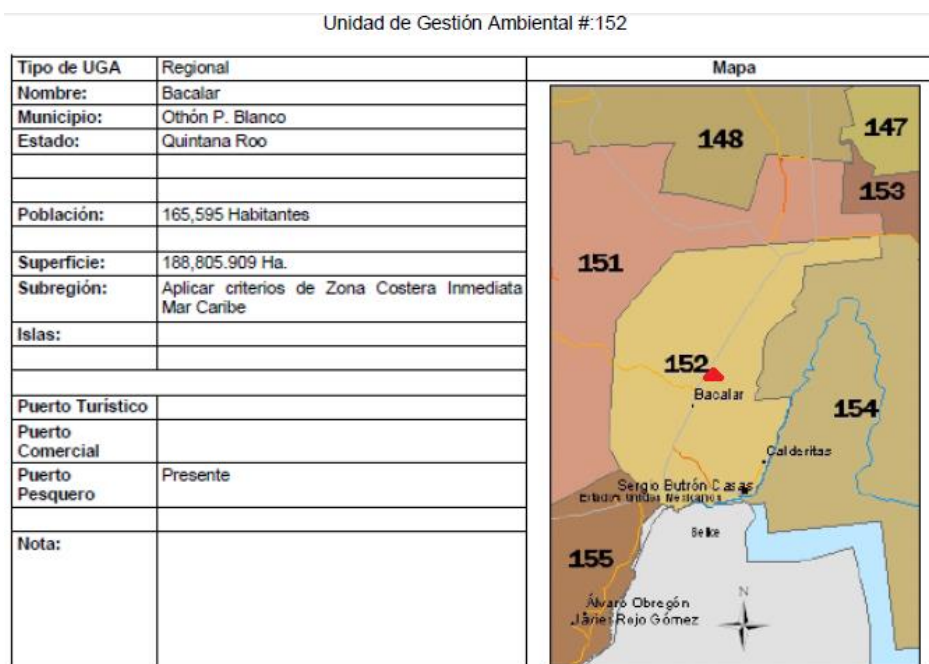 Unidad de Gestión Ambiental #:152
Tipo de UGA Regional Mapa
Nombre: Bacalar
Municipio: Othón P. Blanco
Estado: Quintana Roo
Población: 165,595 Habitantes
Superficie: 188,805.909 Ha.
Subregión: Aplicar criterios de Zona Costera Inmediata
Mar Caribe
Islas:
Puerto Turístico
Puerto
Comercial
Puerto
Pesquero
Presente
Nota:
148
147
153
151
152
Bacalar
154
Calderitas
Sergio Butrón Casas
Estados Unidos Mexicanos
Belice
155
Álvaro Obregón
Javier Rojo Gómez
N